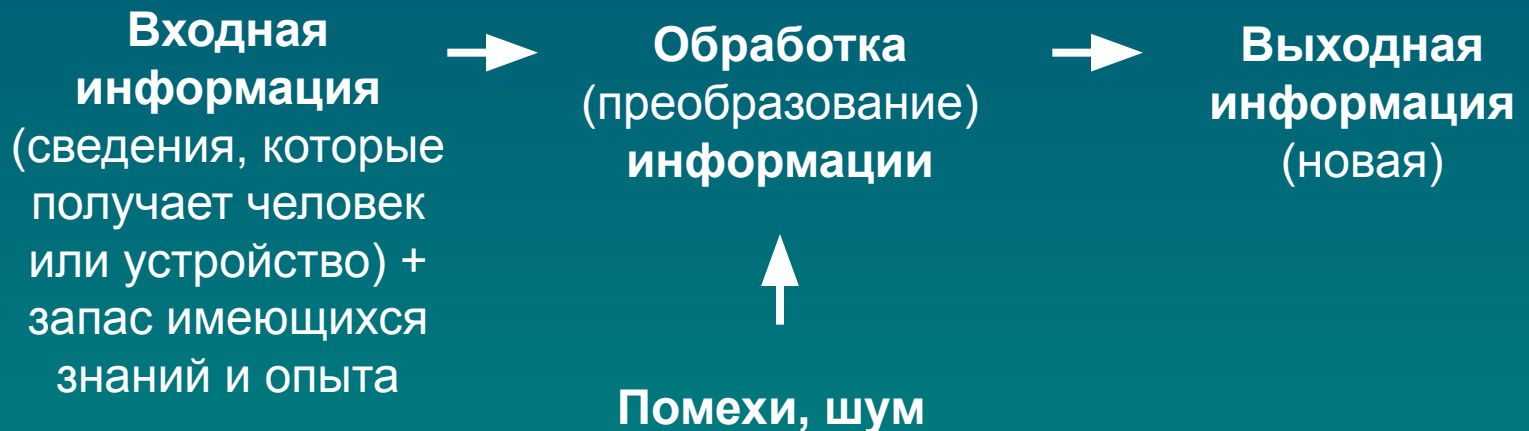 Входная
информация
(сведения, которые
получает человек
или устройство) +
запас имеющихся
знаний и опыта
Обработка
(преобразование)
информации
Помехи, шум
Выходная
информация
(новая)